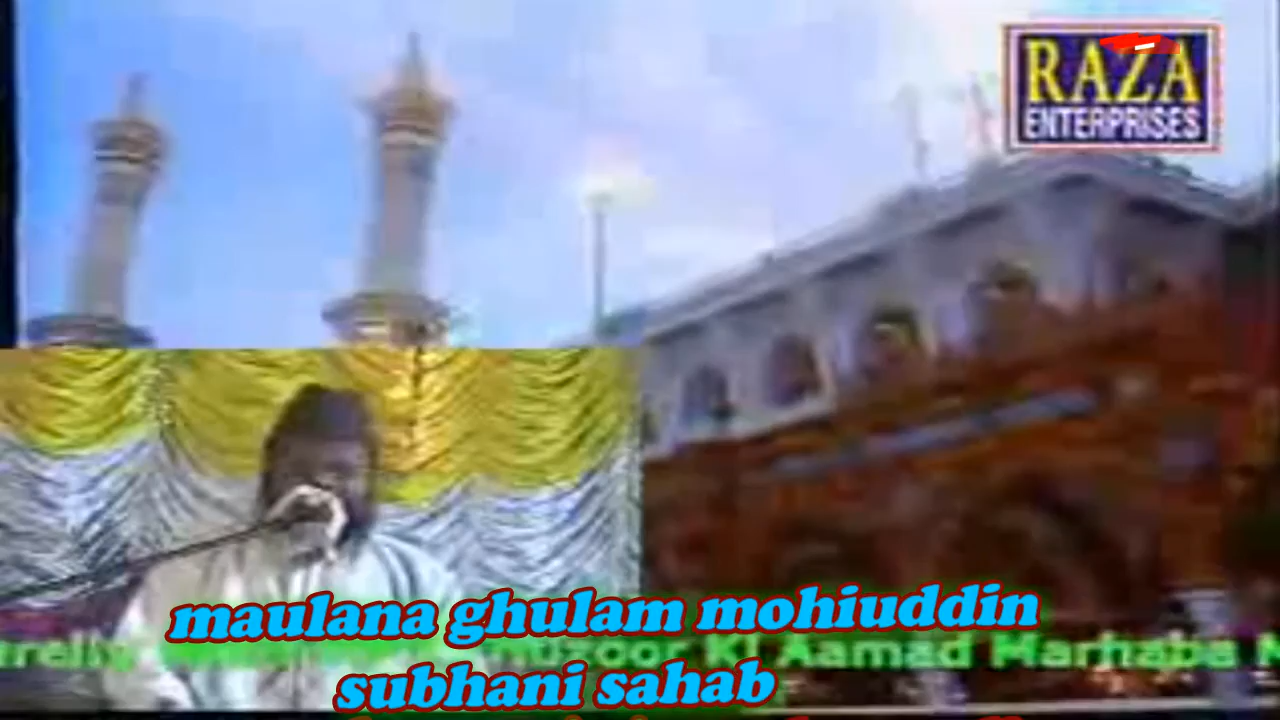 RAZA
ENTERPRISES
maulana ghulam mohiuddin
Huzoor Ki Aamad Marhaba
subhani sahab